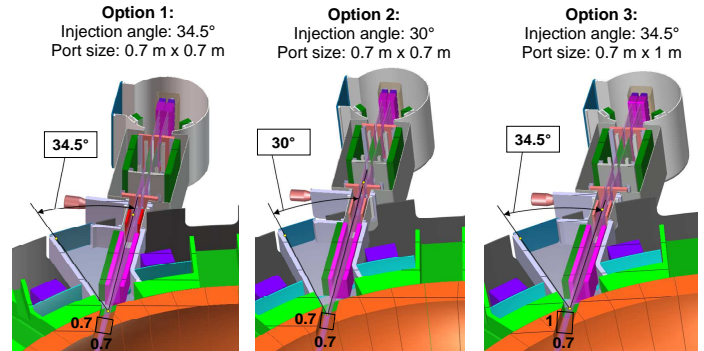 Option 1:
Injection angle: 34.5°
Port size: 0.7 m x 0.7 m
34.5°
0.7
0.7
Option 2:
Injection angle: 30°
Port size: 0.7 m x 0.7 m
30°
0.7
0.7
Option 3:
Injection angle: 34.5°
Port size: 0.7 m x 1 m
34.5°
1
0.7